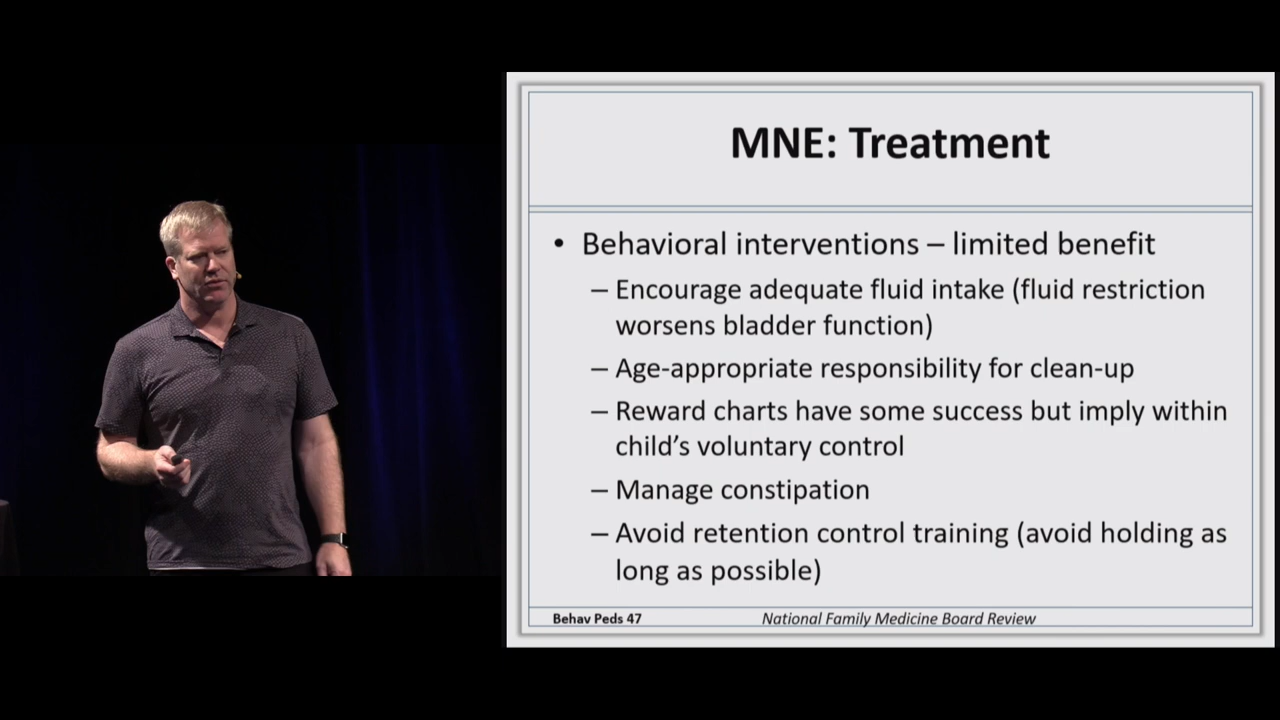 MNE: Treatment
• Behavioral interventions – limited benefit
– Encourage adequate fluid intake (fluid restriction
worsens bladder function)
– Age-appropriate responsibility for clean-up
– Reward charts have some success but imply within
child’s voluntary control
– Manage constipation
– Avoid retention control training (avoid holding as
long as possible)
Behav Peds 47
National Family Medicine Board Review